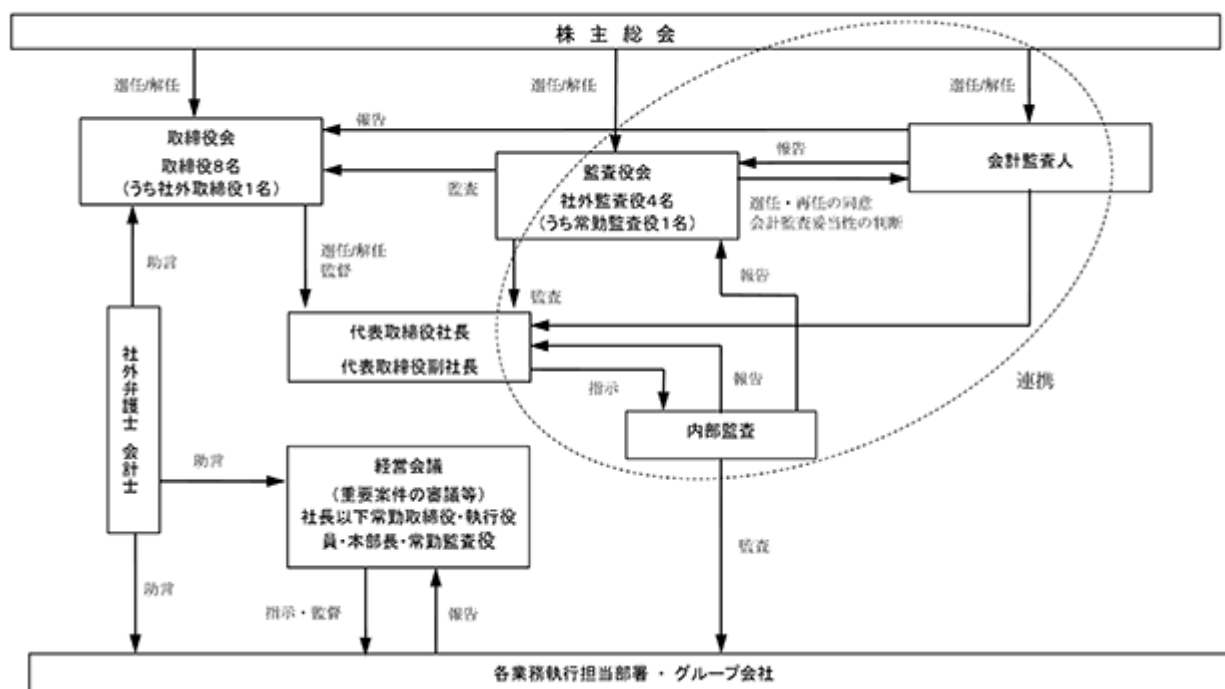 株主総会
選任/解任
選任/解任
選任/解任
報告
取締役会
取締役8名
(うち社外取締役1名)
監査
監査役会
社外監査役4名
(うち常勤監査役1名)
報告
会計監査人
選任・再任の同意
会計監査妥当性の判断
助言
選任/解任
監督
監査
報告
社外弁護士 会計士
代表取締役社長
代表取締役副社長
指示
報告
連携
内部監査
助言
経営会議
(重要案件の審議等)
社長以下常勤取締役・執行役
員・本部長・常勤監査役
監査
助言
指示・監督
報告
各業務執行担当部署 ・ グループ会社